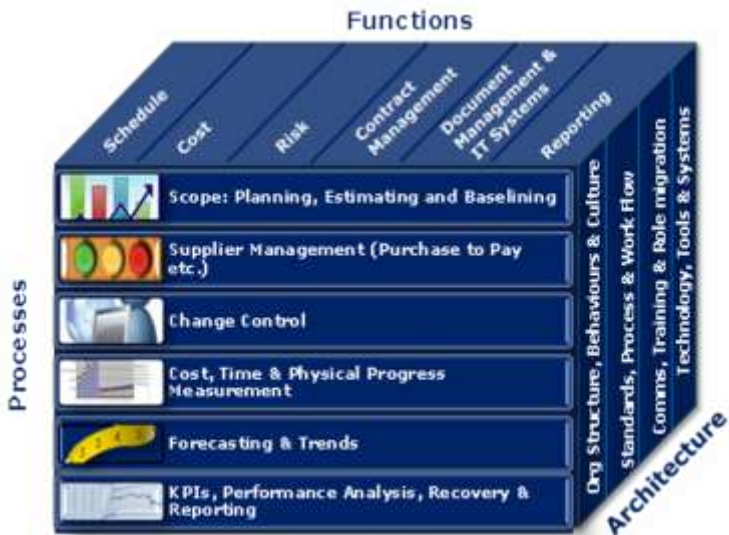 Functions
Schedule
Cost
Risk
Contract
Management
Document
Management &
IT Systems
Reporting
Processes
Scope: Planning, Estimating and Baselining
Supplier Management (Purchase to Pay
etc.)
Change Control
Cost, Time & Physical Progress
Measurement
Forecasting & Trends
KPIs, Performance Analysis, Recovery &
Reporting
Org Structure, Behaviours & Culture
Standards, Process & Work Flow
Comms, Training & Role migration
Technology, Tools & Systems
Architecture